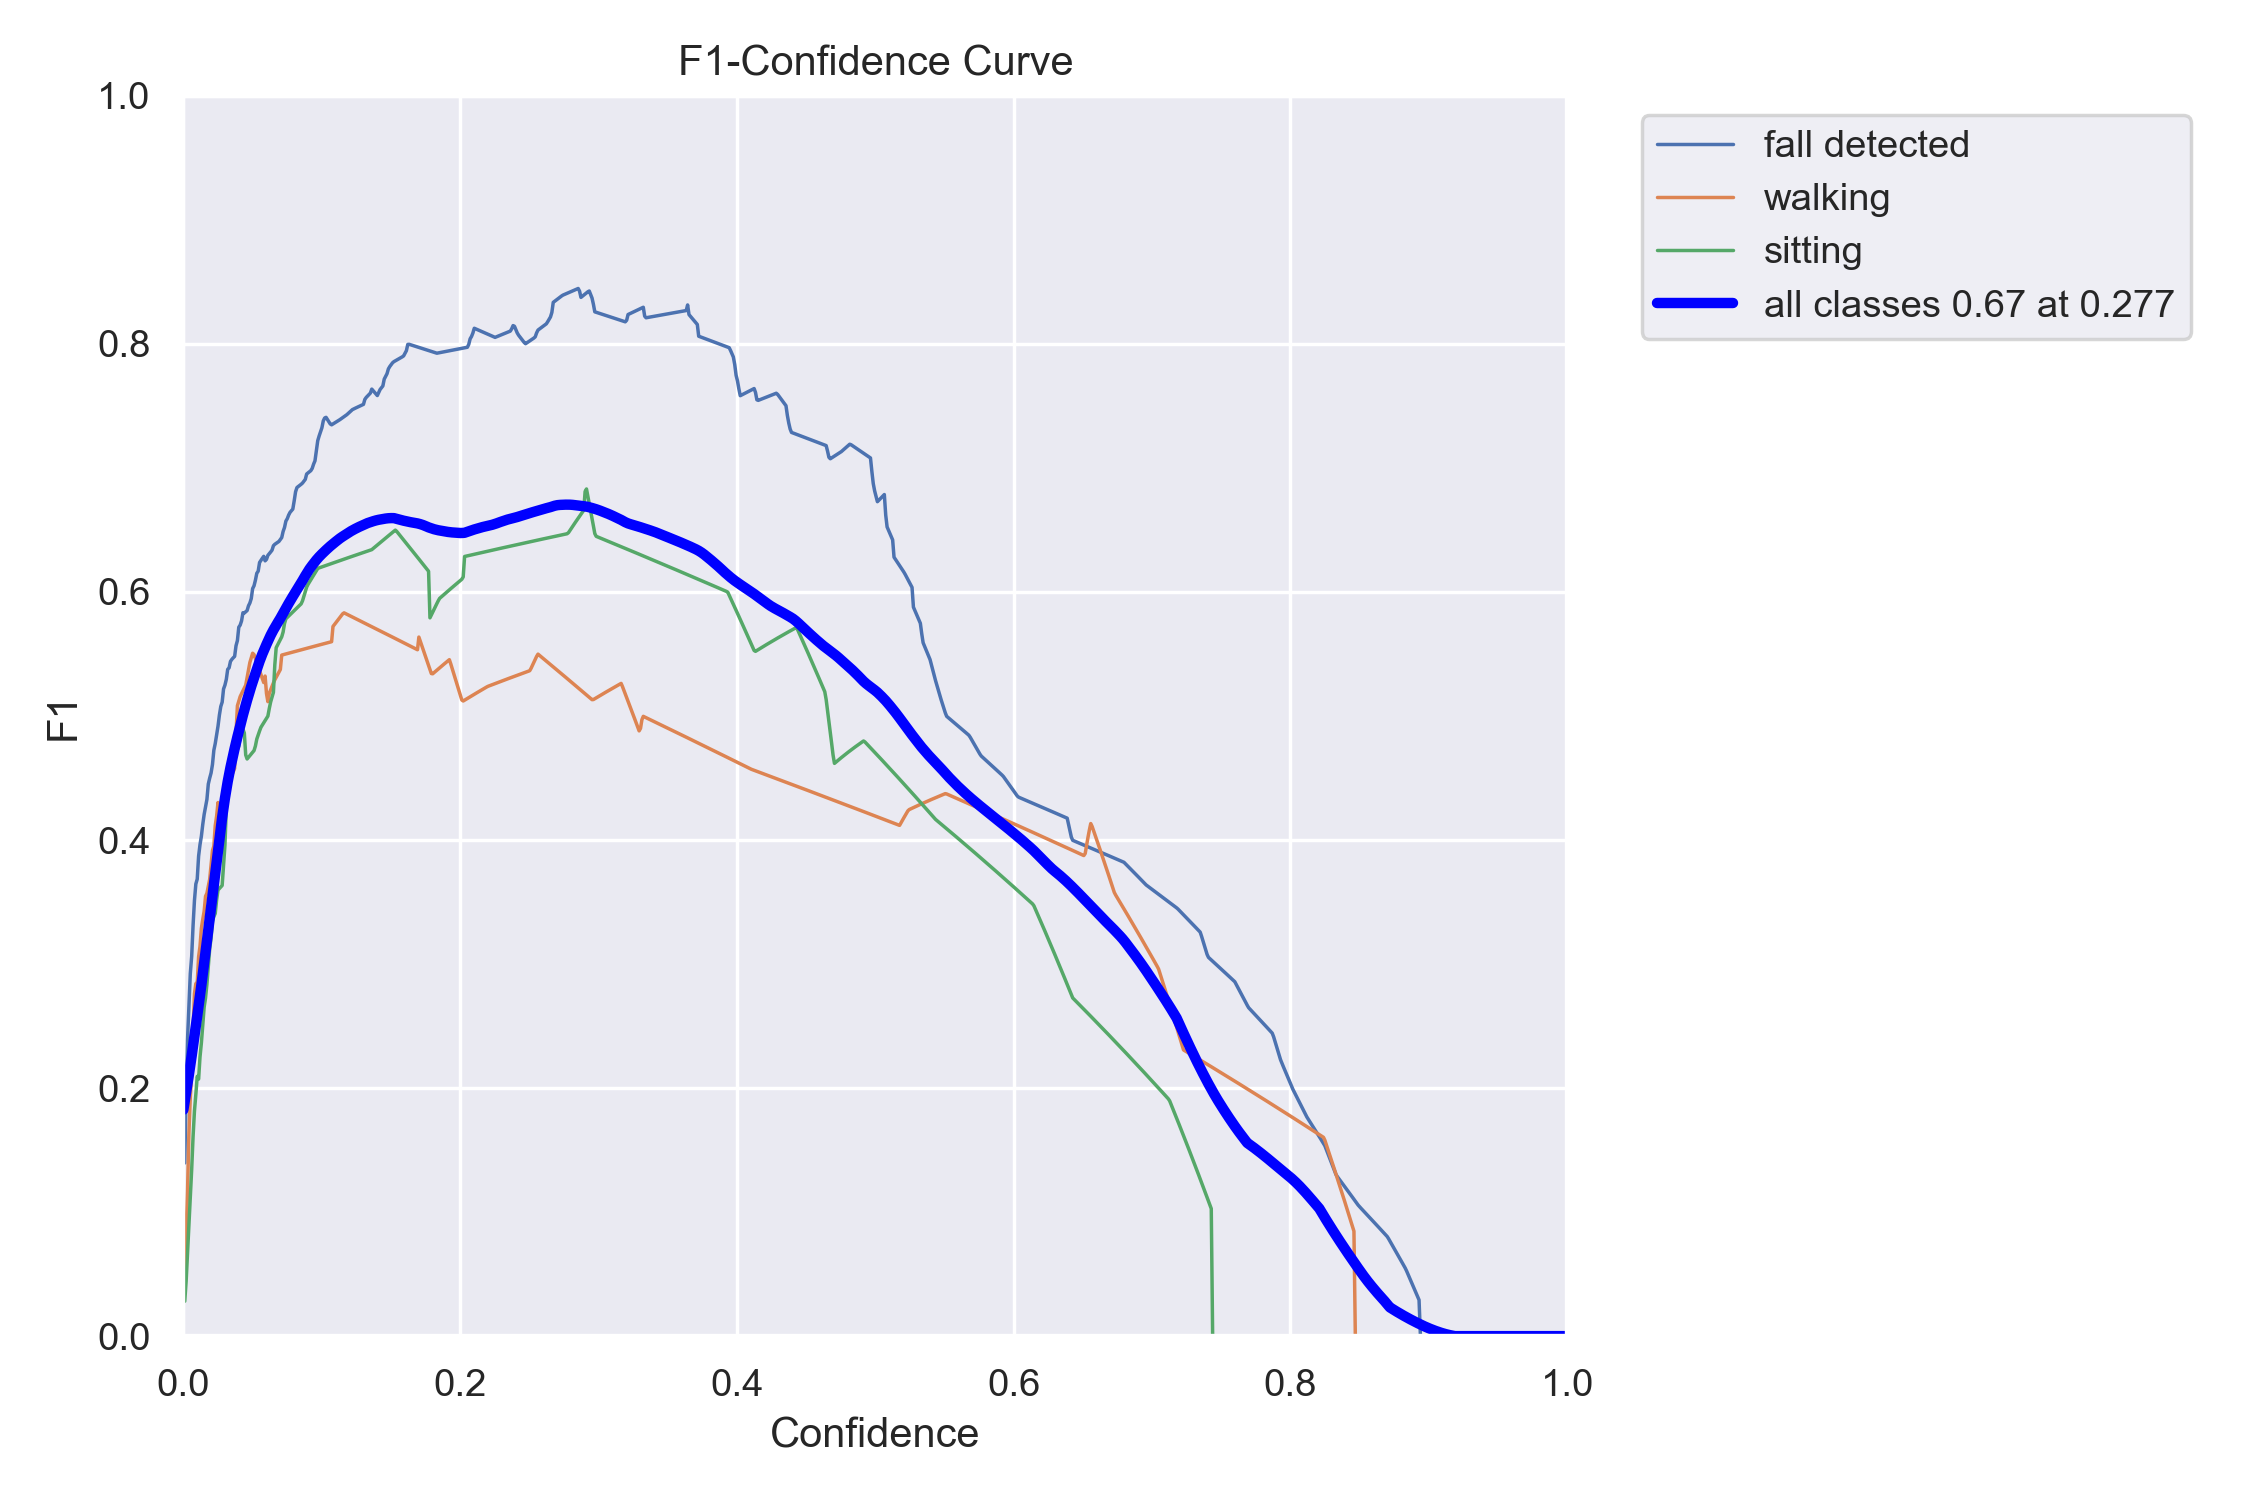 F1-Confidence Curve
1.0
0.8
0.6
0.4
0.2
0.0
F1
0.0 0.2 0.4 0.6 0.8 1.0
Confidence
fall detected
walking
sitting
all classes 0.67 at 0.277